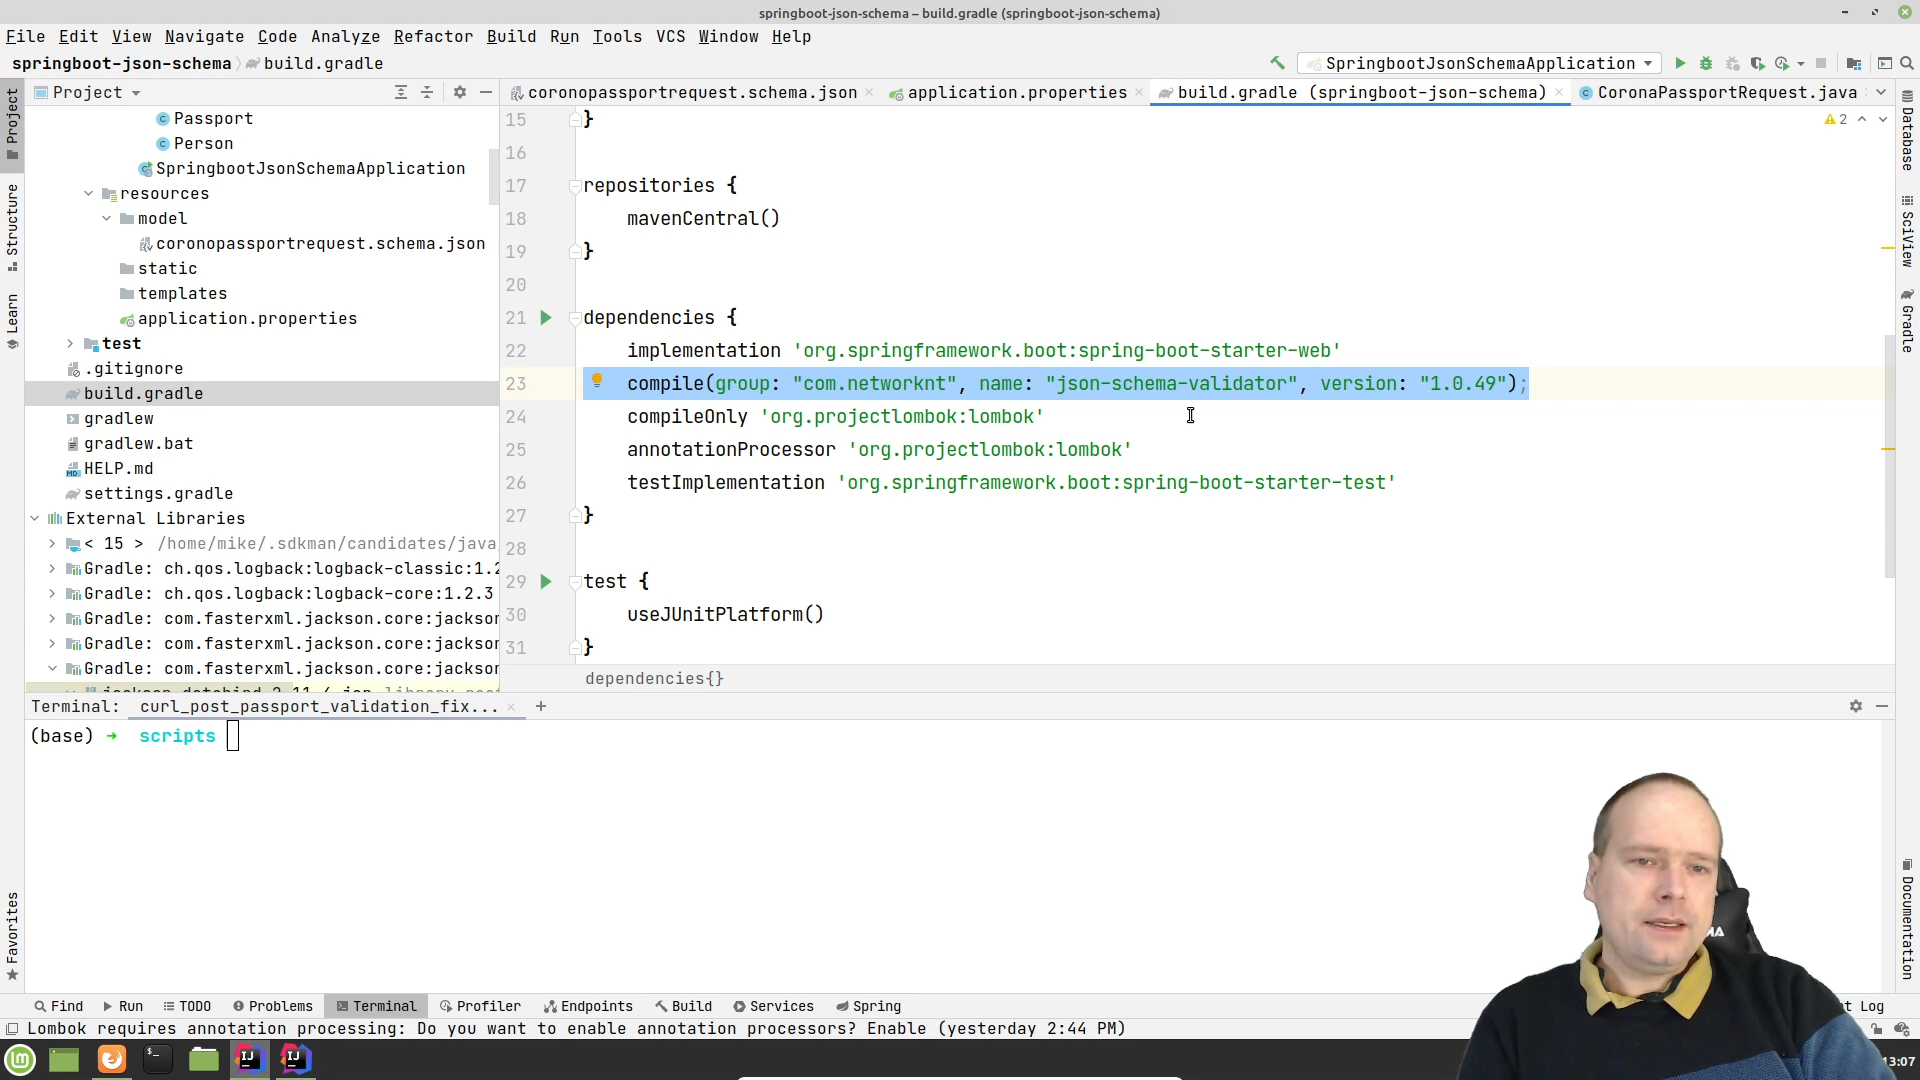 springboot-json-schema – build.gradle (springboot-json-schema)
File Edit View Navigate Code Analyze Refactor Build Run Tools VCS Window Help
springboot-json-schema build.gradle
SpringbootJsonSchemaApplication
Project
coronopassportrequest.schema.json
application.properties
build.gradle (springboot-json-schema)
CoronaPassportRequest.java
Project
Structure
Learn
Favorites
Passport
Person
SpringbootJsonSchemaApplication
resources
model
coronopassportrequest.schema.json
static
templates
application.properties
test
.gitignore
build.gradle
gradlew
gradlew.bat
HELP.md
settings.gradle
External Libraries
< 15 > /home/mike/.sdkman/candidates/java
Gradle: ch.qos.logback:logback-classic:1.2
Gradle: ch.qos.logback:logback-core:1.2.3
Gradle: com.fasterxml.jackson.core:jackson
Gradle: com.fasterxml.jackson.core:jackson
Gradle: com.fasterxml.jackson.core:jackson
2
15 }
16
17 repositories {
18 mavenCentral()
19 }
20
21 dependencies {
22 implementation 'org.springframework.boot:spring-boot-starter-web'
23 compile(group: "com.networknt", name: "json-schema-validator", version: "1.0.49");
24 compileOnly 'org.projectlombok:lombok'
25 annotationProcessor 'org.projectlombok:lombok'
26 testImplementation 'org.springframework.boot:spring-boot-starter-test'
27 }
28
29 test {
30 useJUnitPlatform()
31 }
dependencies{}
Database
SciView
Gradle
Documentation
Terminal: curl_post_passport_validation_fix... +
(base) → scripts
Find Run TODO Problems Terminal Profiler Endpoints Build Services Spring
t Log
Lombok requires annotation processing: Do you want to enable annotation processors? Enable (yesterday 2:44 PM)
13:07